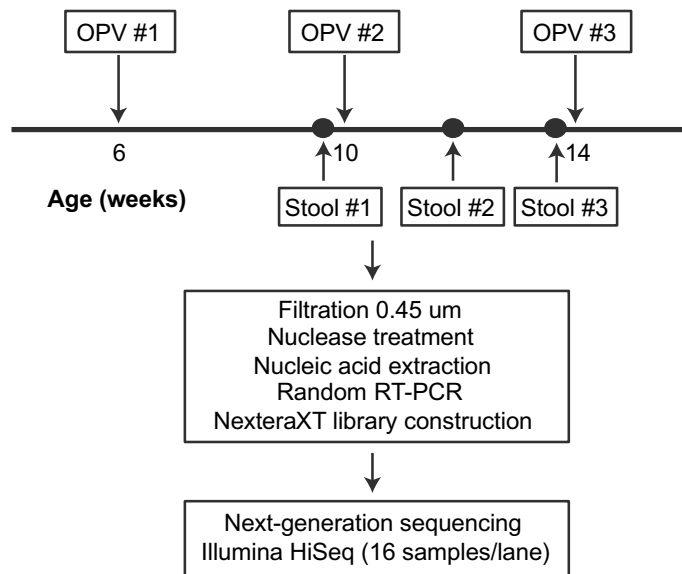 OPV #1
OPV #2
OPV #3
6
10
14
Age (weeks)
Stool #1
Stool #2
Stool #3
Filtration 0.45 um
Nuclease treatment
Nucleic acid extraction
Random RT-PCR
NexteraXT library construction
Next-generation sequencing
Illumina HiSeq (16 samples/lane)